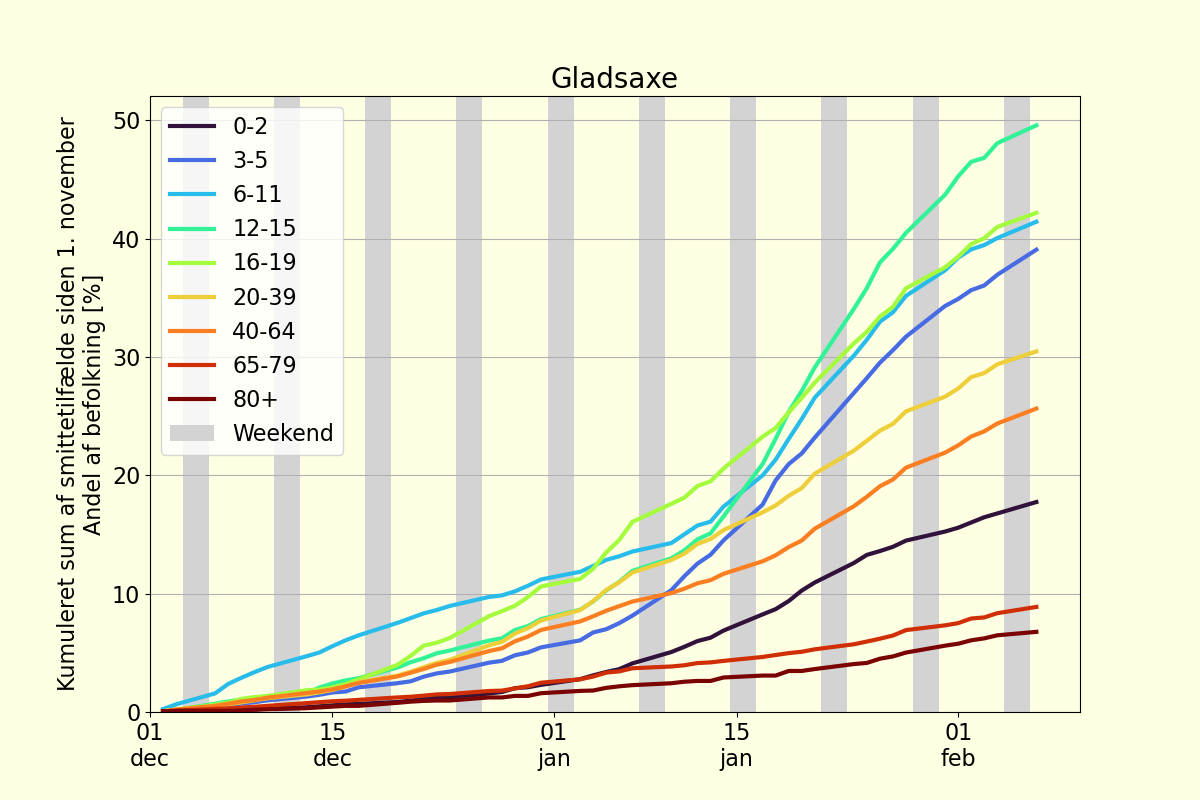 Gladsaxe
Kumuleret sum af smittetilfælde siden 1. november
Andel af befolkning [%]
50
40
30
20
10
0
0-2
3-5
6-11
12-15
16-19
20-39
40-64
65-79
80+
Weekend
01 15 01 15 01
dec dec jan jan feb